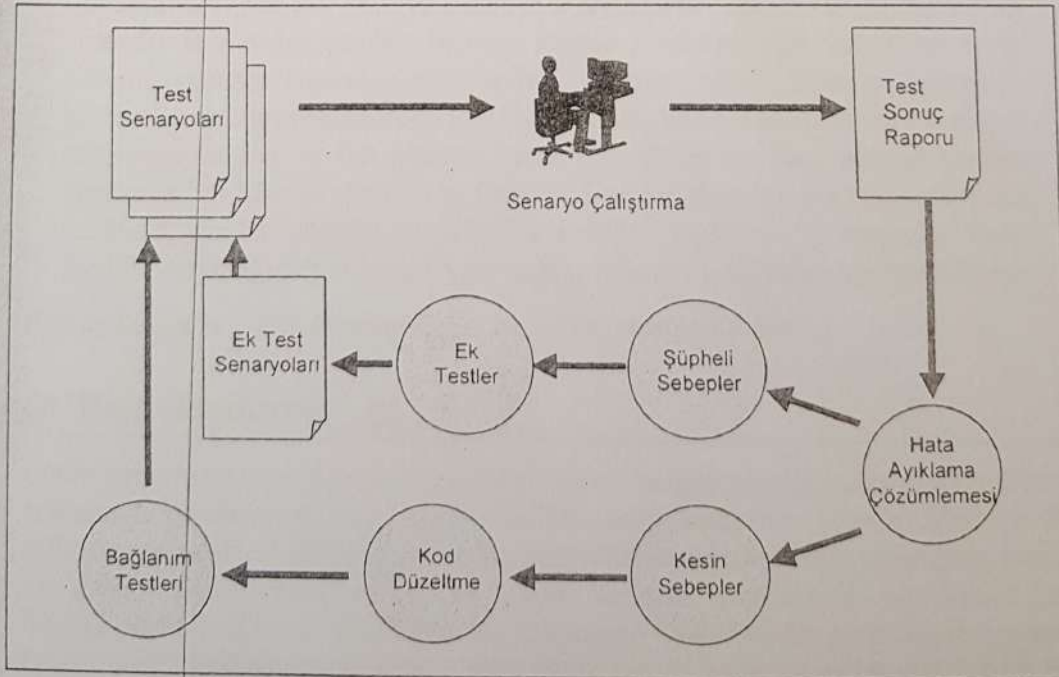 Test
Senaryoları
Senaryo Çalıştırma
Test
Sonuç
Raporu
Ek Test
Senaryoları
Ek
Testler
Şüpheli
Sebepler
Hata
Ayıklama
Çözümlemesi
Bağlanım
Testleri
Kod
Düzeltme
Kesin
Sebepler